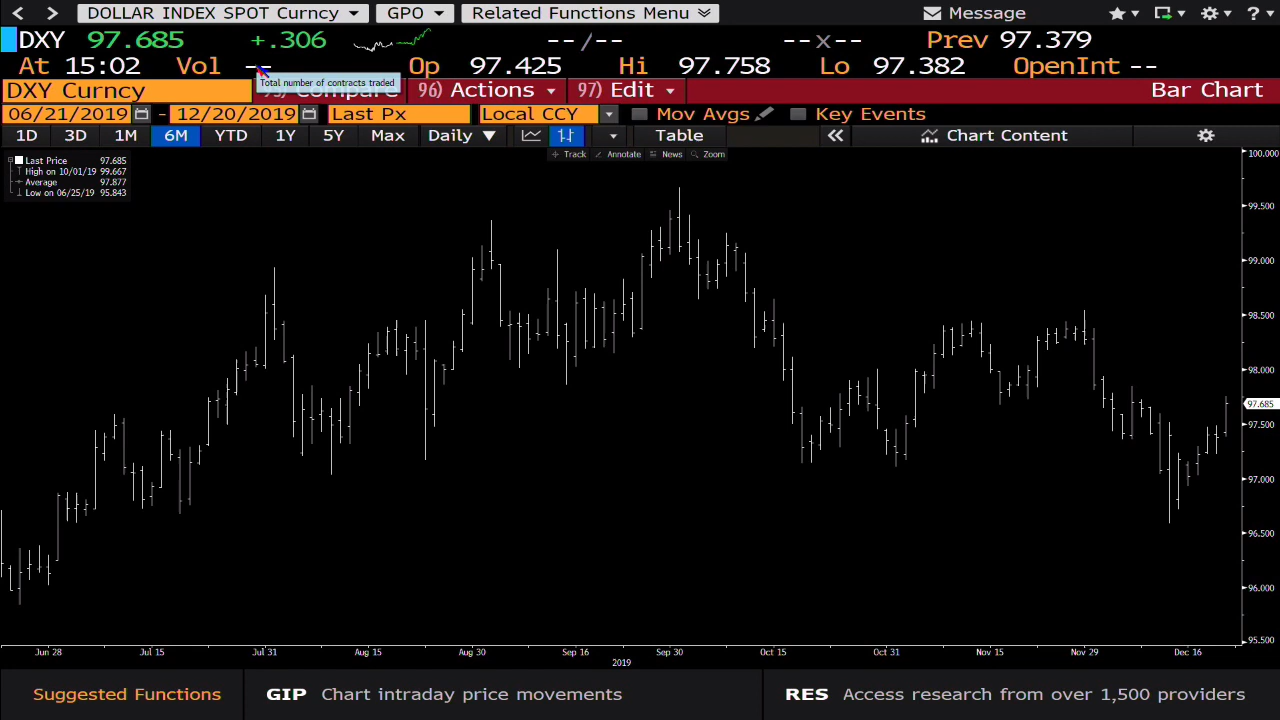 DOLLAR INDEX SPOT Curncy GPO Related Functions Menu Message
DXY 97.685 +.306 --/-- --x-- Prev 97.379
At 15:02 Vol -- Op 97.425 Hi 97.758 Lo 97.382 OpenInt --
Total number of contracts traded
DXY Curncy Compare 96) Actions 97) Edit Bar Chart
06/21/2019 - 12/20/2019 Last Px Local CCY Mov Avgs Key Events
1D 3D 1M 6M YTD 1Y 5Y Max Daily ▼ Table « Chart Content
Track Annotate News Zoom
Last Price 97.685
High on 10/01/19 99.667
Average 97.877
Low on 06/25/19 95.843
100.000
99.500
99.000
98.500
98.000
97.685
97.500
97.000
96.500
96.000
95.500
Jun 28 Jul 15 Jul 31 Aug 15 Aug 30 Sep 16 Sep 30 Oct 15 Oct 31 Nov 15 Nov 29 Dec 16
2019
Suggested Functions GIP Chart intraday price movements RES Access research from over 1,500 providers